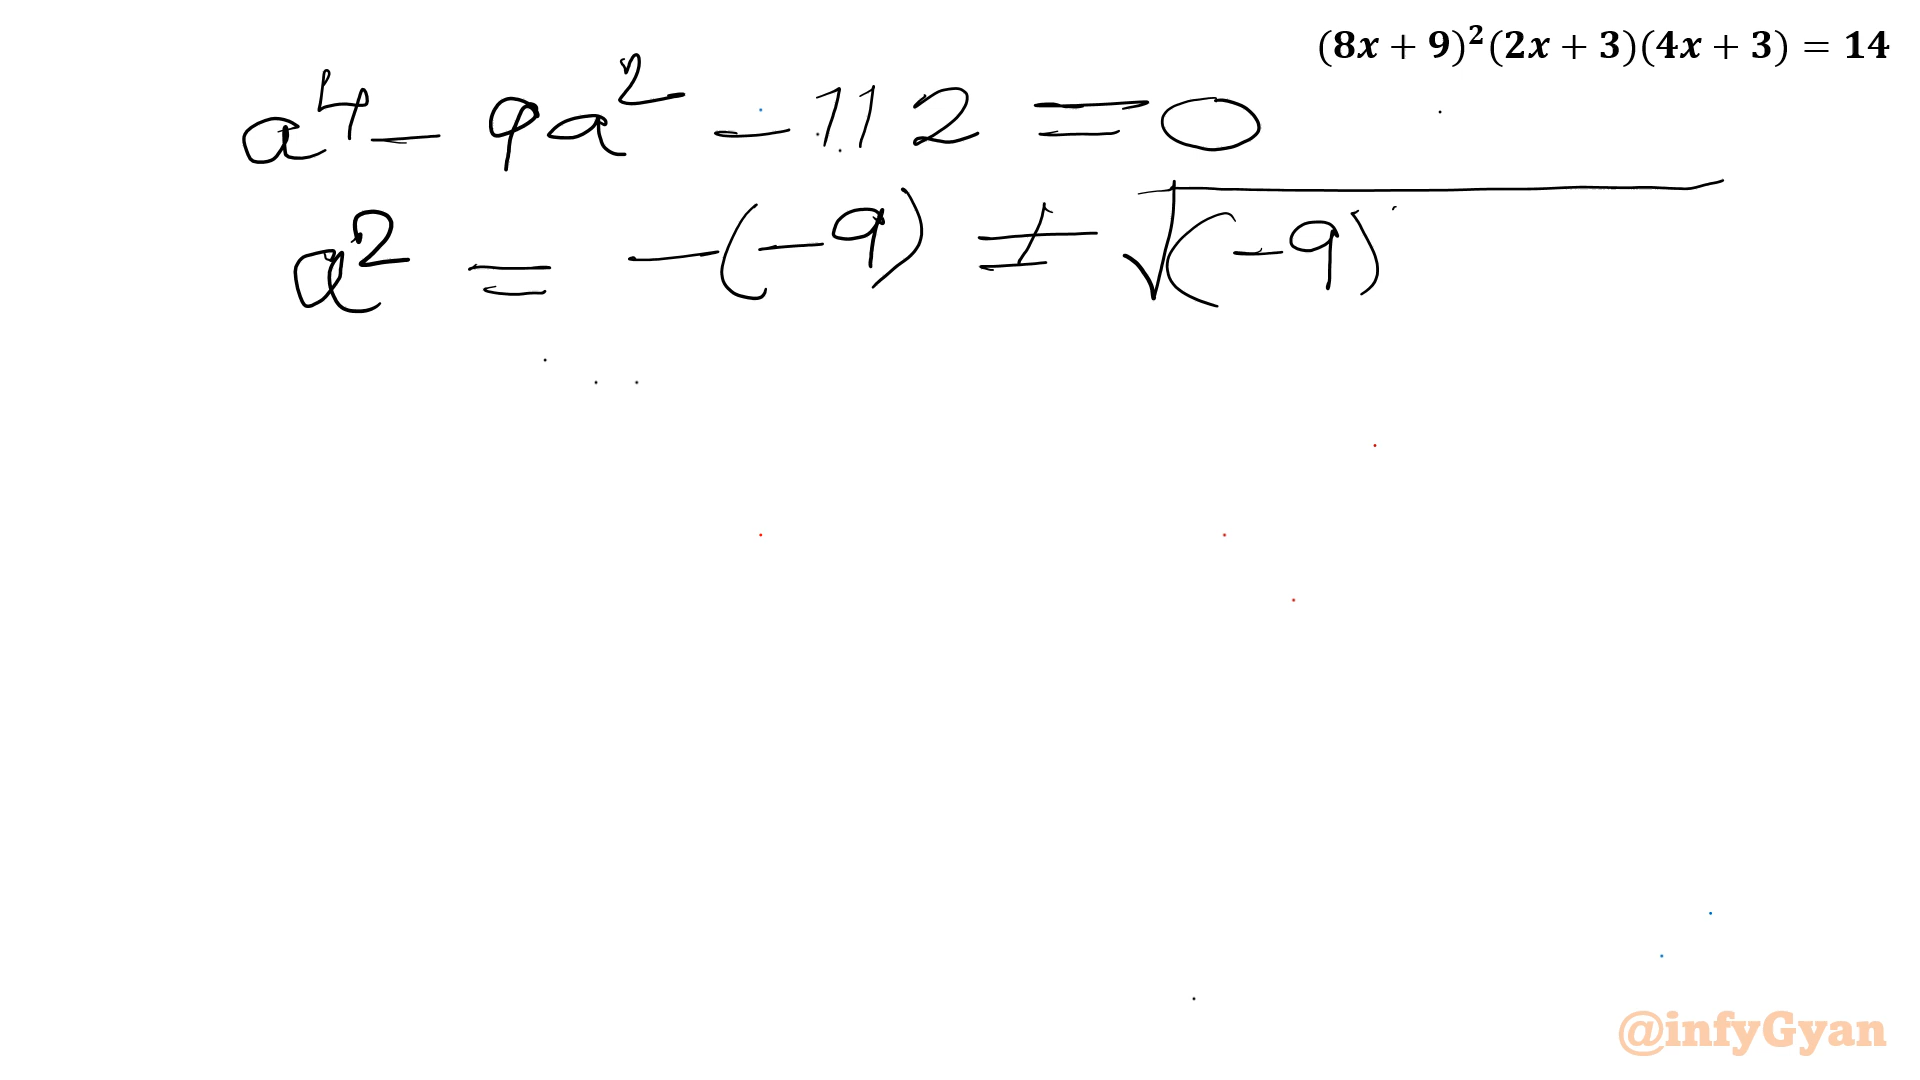 (8x + 9)²(2x + 3)(4x + 3) = 14
a⁴ – 9a² – 112 = 0
a² = –(–9) ± √(–9)
@infyGyan